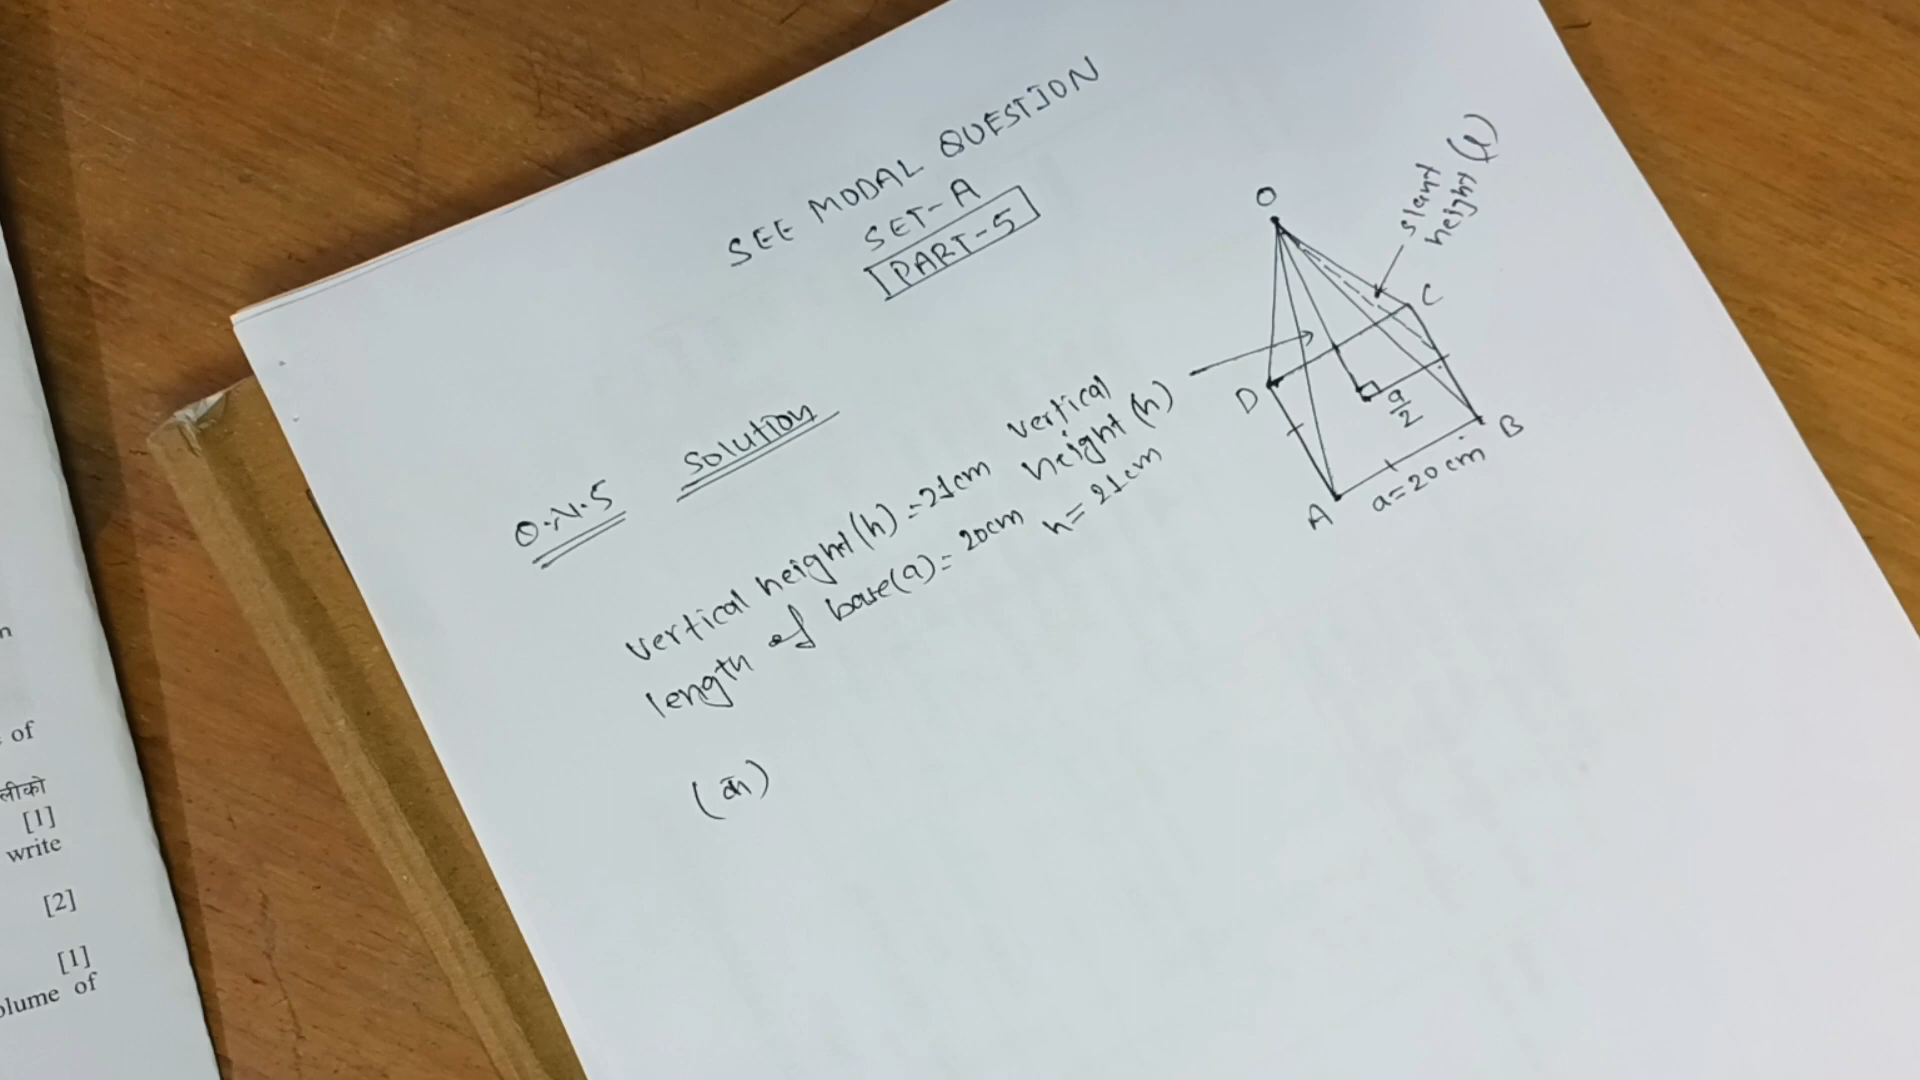 SEE MODAL QUESTION
SET-A
PART-5
Q.N.5
Solution
Vertical height (h) = 21cm
length of base(a) = 20cm
vertical
height (h)
h = 21cm
O
slant
height (l)
C
D
a/2
B
A
a = 20 cm
(क)
of
लीको
[1]
write
[2]
[1]
of